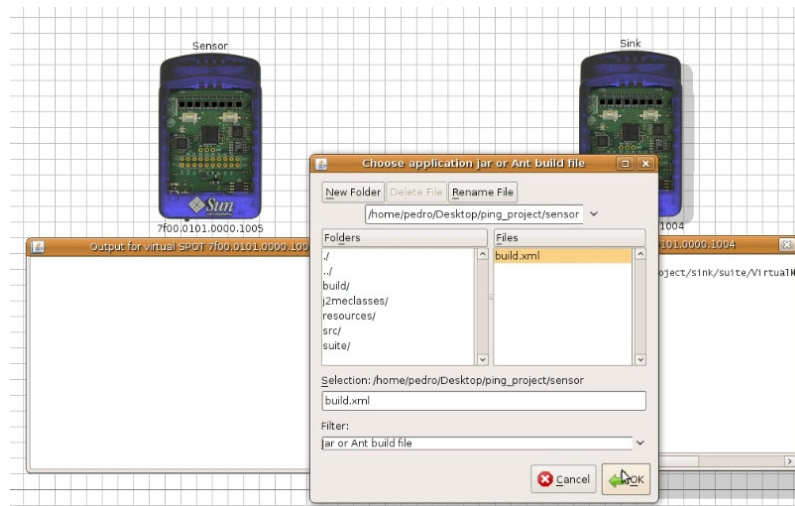 Sensor
Sink
Sun
7f00.0101.0000.1005
1004
Output for virtual SPOT 7f00.0101.0000.100
101.0000.1004
oject/sink/suite/Virtual
Choose application jar or Ant build file
New Folder
Delete File
Rename File
/home/pedro/Desktop/ping_project/sensor
Folders
Files
./
../
build/
j2meclasses/
resources/
src/
suite/
build.xml
Selection: /home/pedro/Desktop/ping_project/sensor
build.xml
Filter:
Jar or Ant build file
Cancel
OK